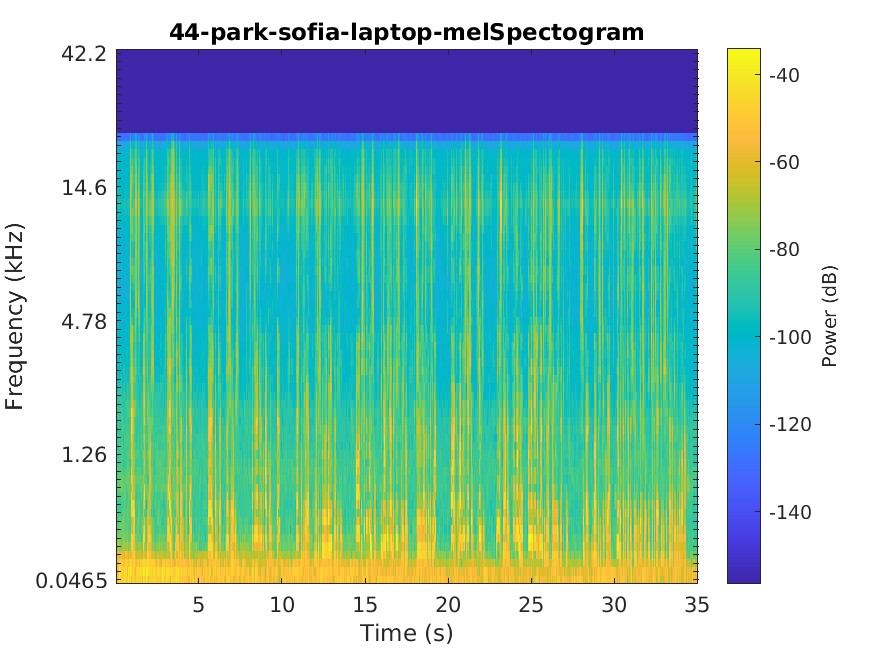 44-park-sofia-laptop-melSpectogram
42.2
14.6
4.78
1.26
0.0465
Frequency (kHz)
5 10 15 20 25 30 35
Time (s)
-40
-60
-80
-100
-120
-140
Power (dB)